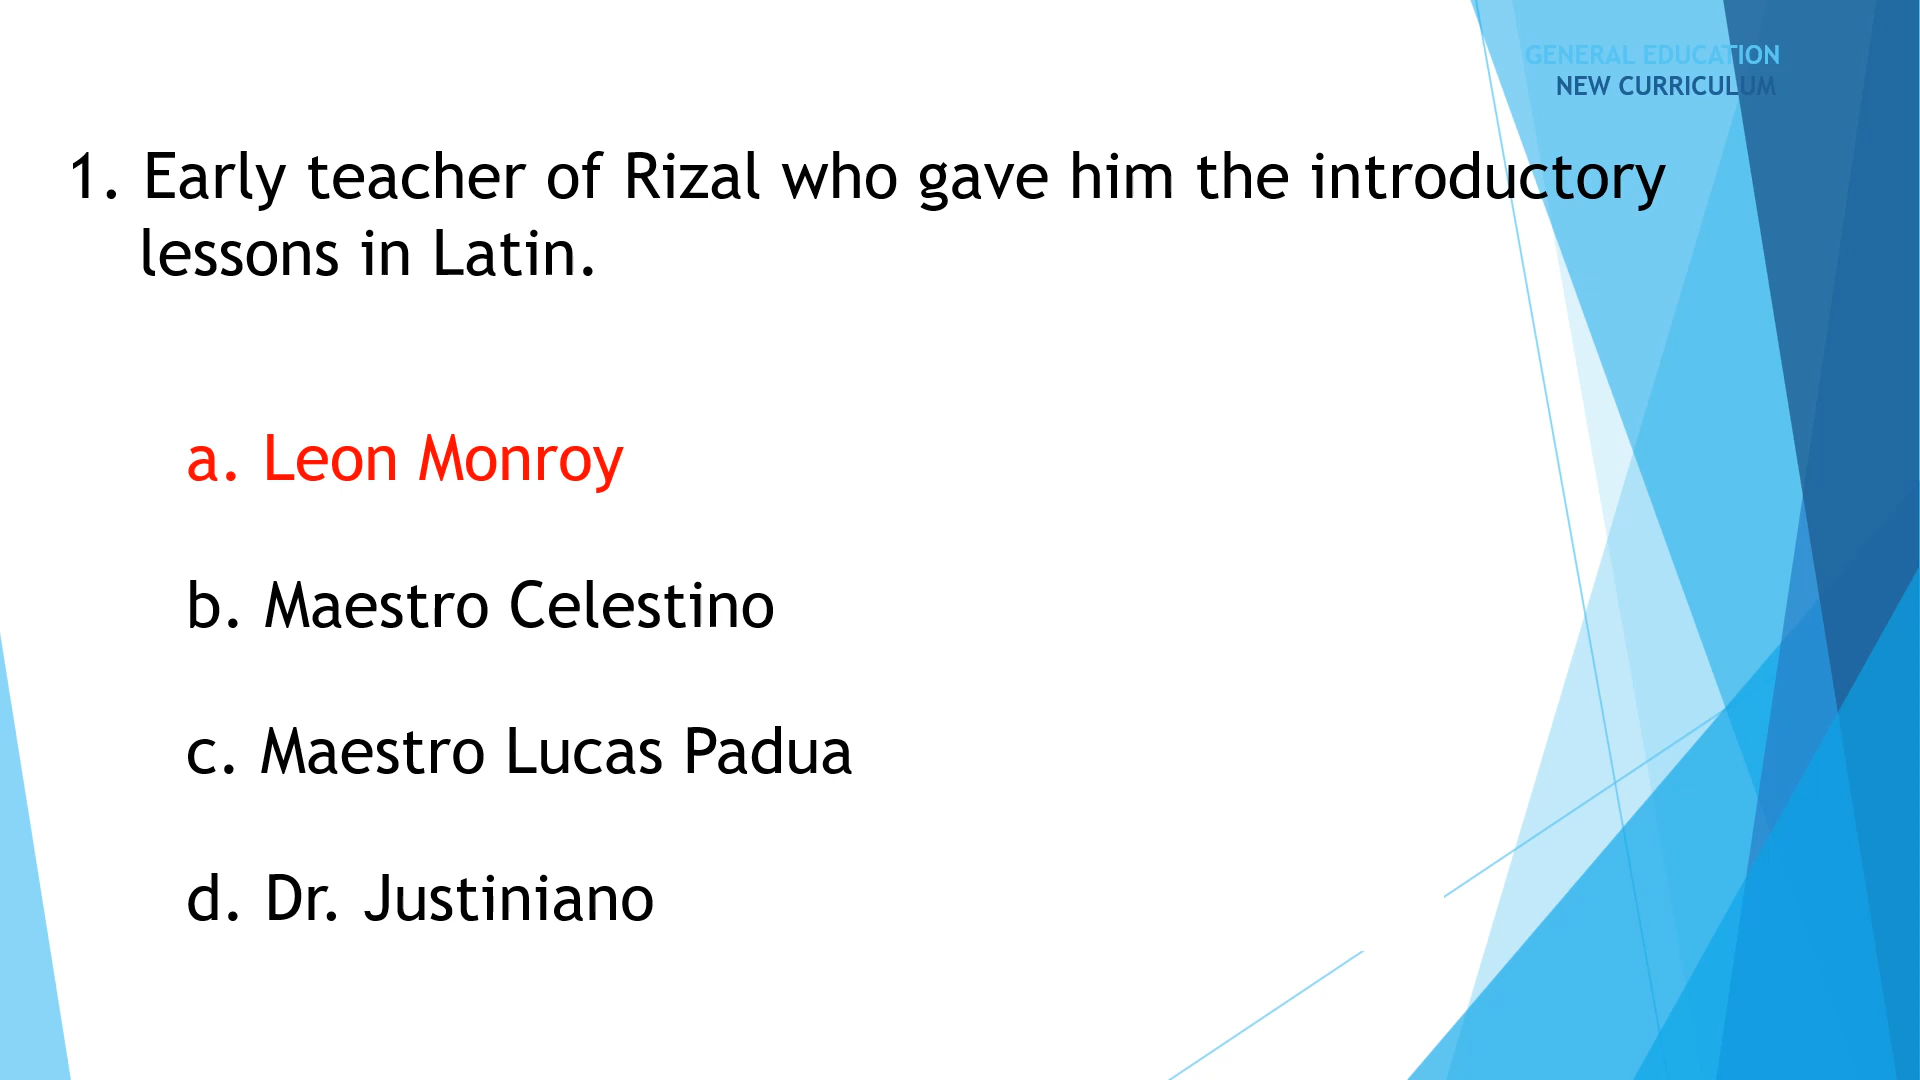 GENERAL EDUCATION
NEW CURRICULUM
1. Early teacher of Rizal who gave him the introductory
lessons in Latin.
a. Leon Monroy
b. Maestro Celestino
c. Maestro Lucas Padua
d. Dr. Justiniano